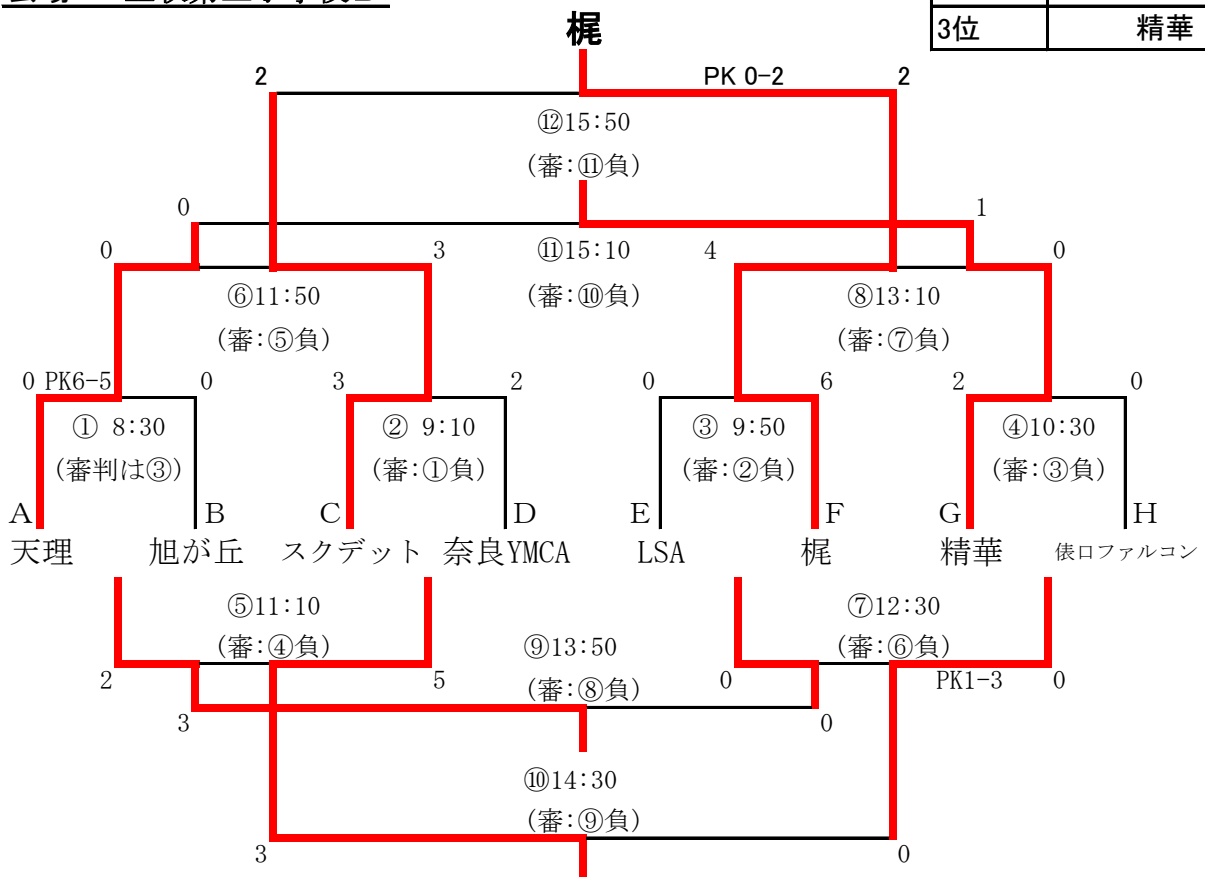 3位 精華
梶
2 PK 0-2 2
⑫15:50
(審:⑪負)
0 1
0 3 ⑪15:10 4 0
⑥11:50 (審:⑩負) ⑧13:10
(審:⑤負) (審:⑦負)
0 PK6-5 0 3 2 0 6 2 0
① 8:30 ② 9:10 ③ 9:50 ④10:30
(審判は③) (審:①負) (審:②負) (審:③負)
A B C D E F G H
天理 旭が丘 スクデット 奈良YMCA LSA 梶 精華 俵口ファルコン
⑤11:10 ⑦12:30
(審:④負) ⑨13:50 (審:⑥負)
2 5 (審:⑧負) 0 PK1-3 0
3 0
⑩14:30
(審:⑨負)
3 0